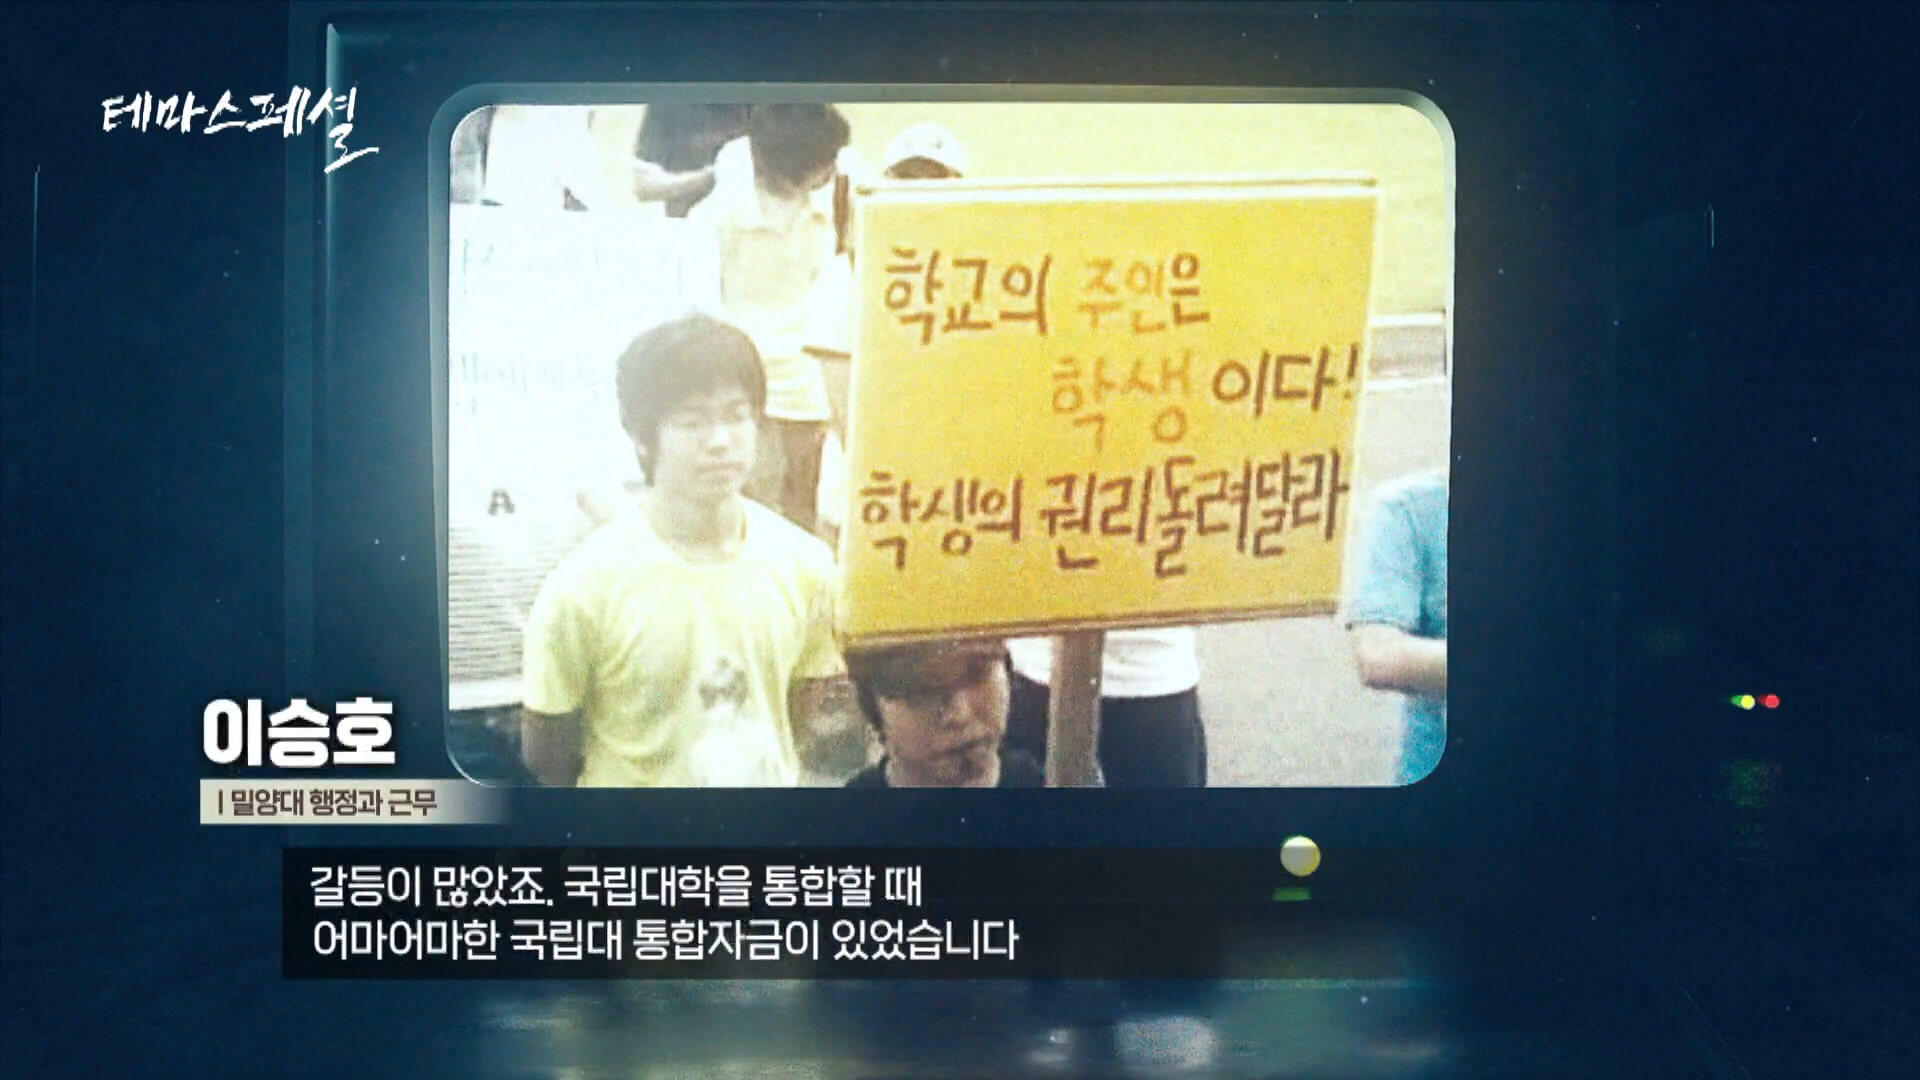 테마스페셜
학교의 주인은
학생이다!
학생의 권리돌려달라
A
이승호
밀양대 행정과 근무
갈등이 많았죠. 국립대학을 통합할 때
어마어마한 국립대 통합자금이 있었습니다